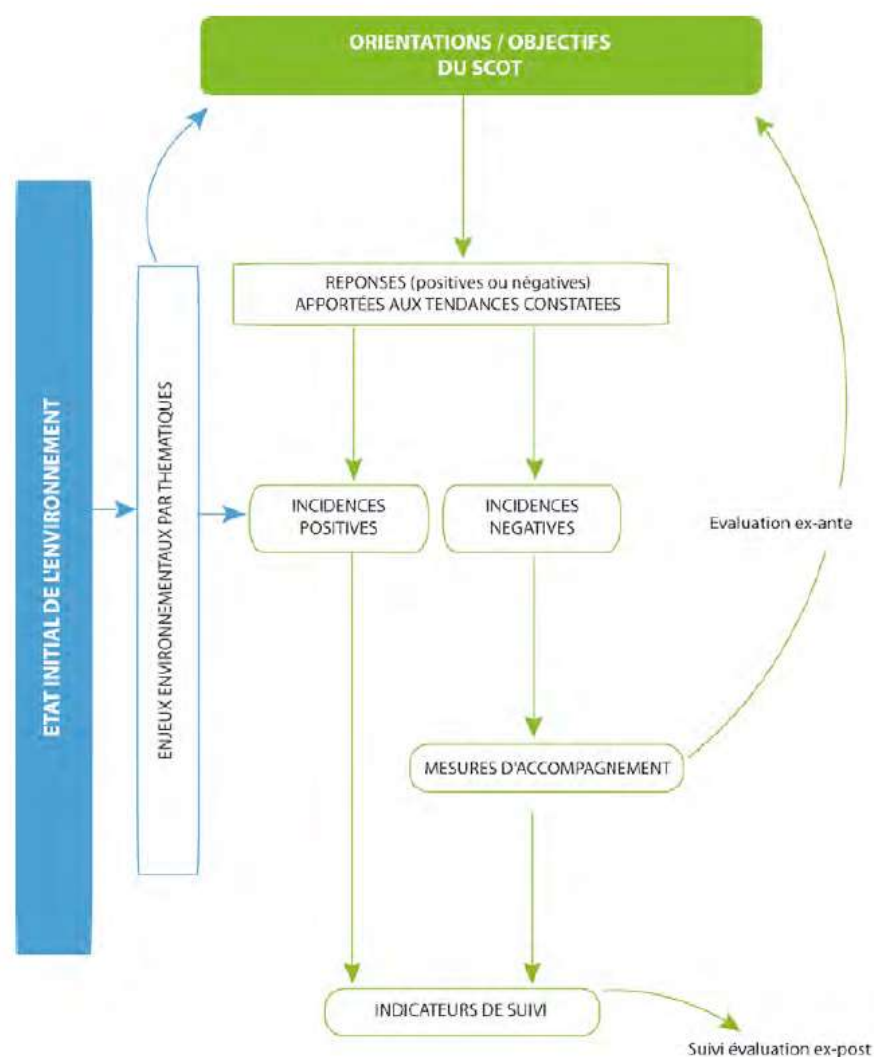 ORIENTATIONS / OBJECTIFS
DU SCOT
ETAT INITIAL DE L'ENVIRONNEMENT
ENJEUX ENVIRONNEMENTAUX PAR THEMATIQUES
REPONSES (positives ou négatives)
APPORTÉES AUX TENDANCES CONSTATEES
INCIDENCES
POSITIVES
INCIDENCES
NEGATIVES
Evaluation ex-ante
MESURES D'ACCOMPAGNEMENT
INDICATEURS DE SUIVI
Suivi évaluation ex-post